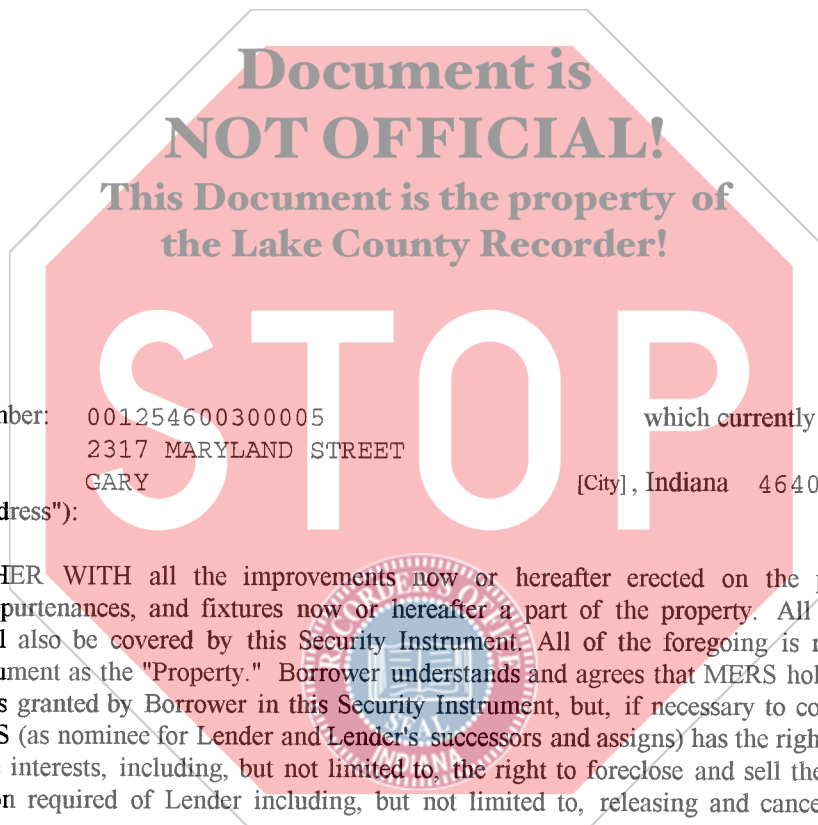 Document is
NOT OFFICIAL!
This Document is the property of
the Lake County Recorder!
STOP
nber: 001254600300005 which currently
2317 MARYLAND STREET
GARY [City], Indiana 4640
dress"):
HER WITH all the improvements now or hereafter erected on the p
purtenances, and fixtures now or hereafter a part of the property. All
l also be covered by this Security Instrument. All of the foregoing is r
ument as the "Property." Borrower understands and agrees that MERS hol
s granted by Borrower in this Security Instrument, but, if necessary to co
S (as nominee for Lender and Lender's successors and assigns) has the righ
e interests, including, but not limited to, the right to foreclose and sell the
on required of Lender including, but not limited to, releasing and cance
RECORDER'S OFFICE
SEAL
INDIANA